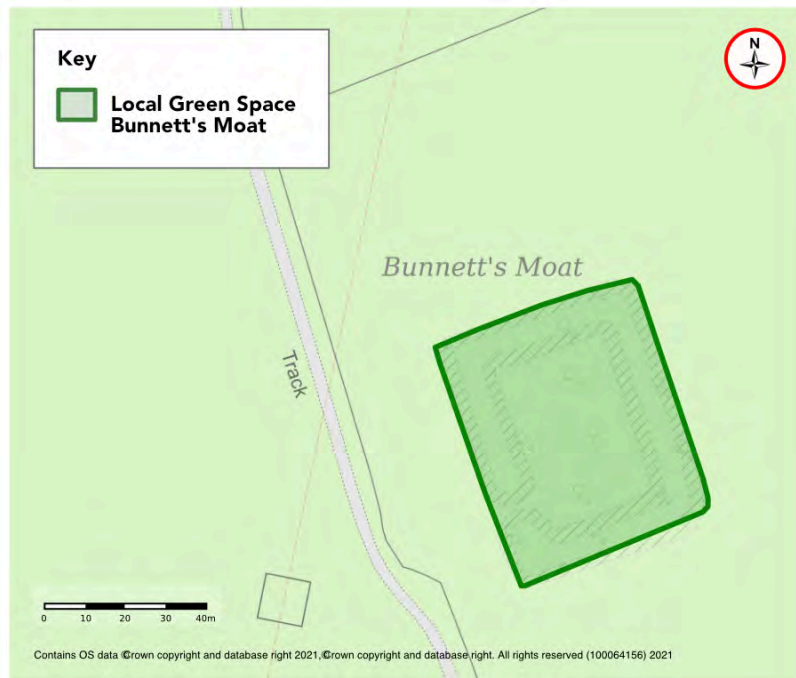 Key
Local Green Space
Bunnett's Moat
N
Bunnett's Moat
Track
0 10 20 30 40m
Contains OS data ©rown copyright and database right 2021,©rown copyright and database right. All rights reserved (100064156) 2021